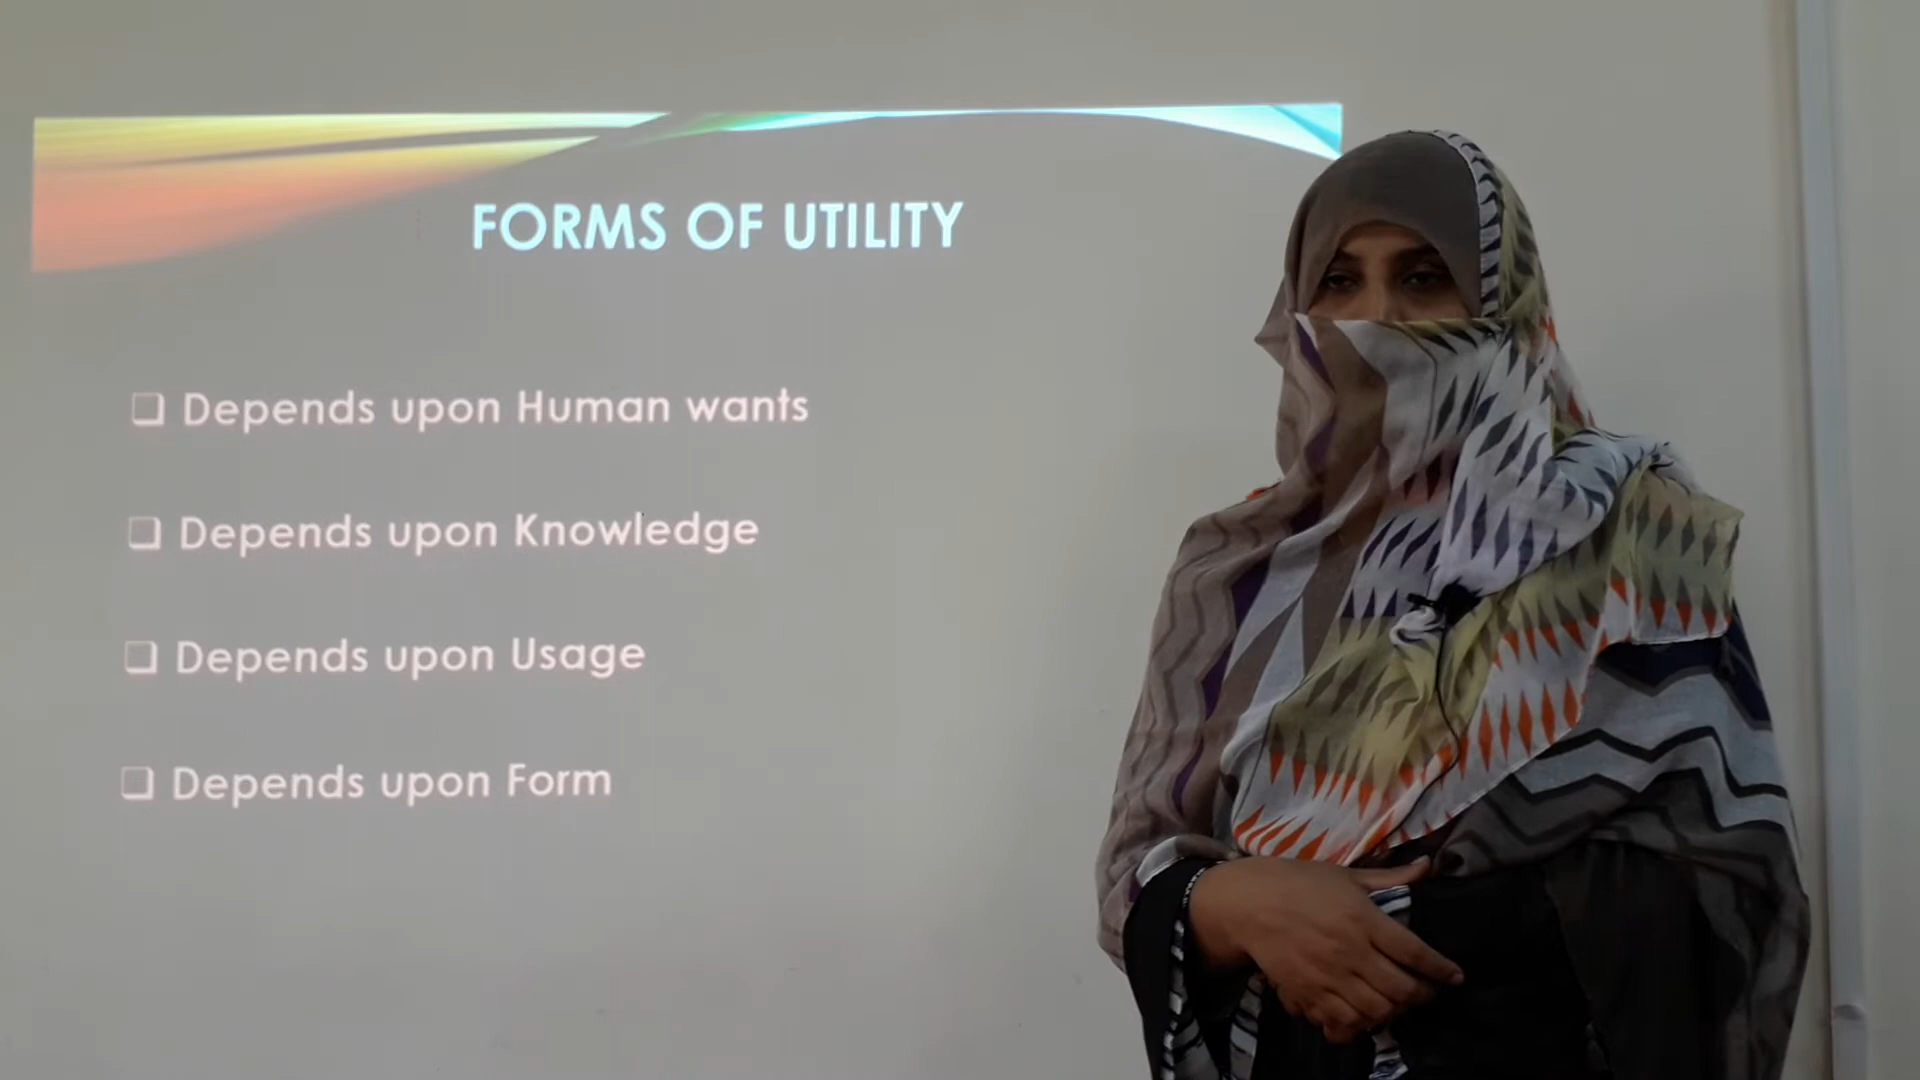 FORMS OF UTILITY
❑ Depends upon Human wants
❑ Depends upon Knowledge
❑ Depends upon Usage
❑ Depends upon Form